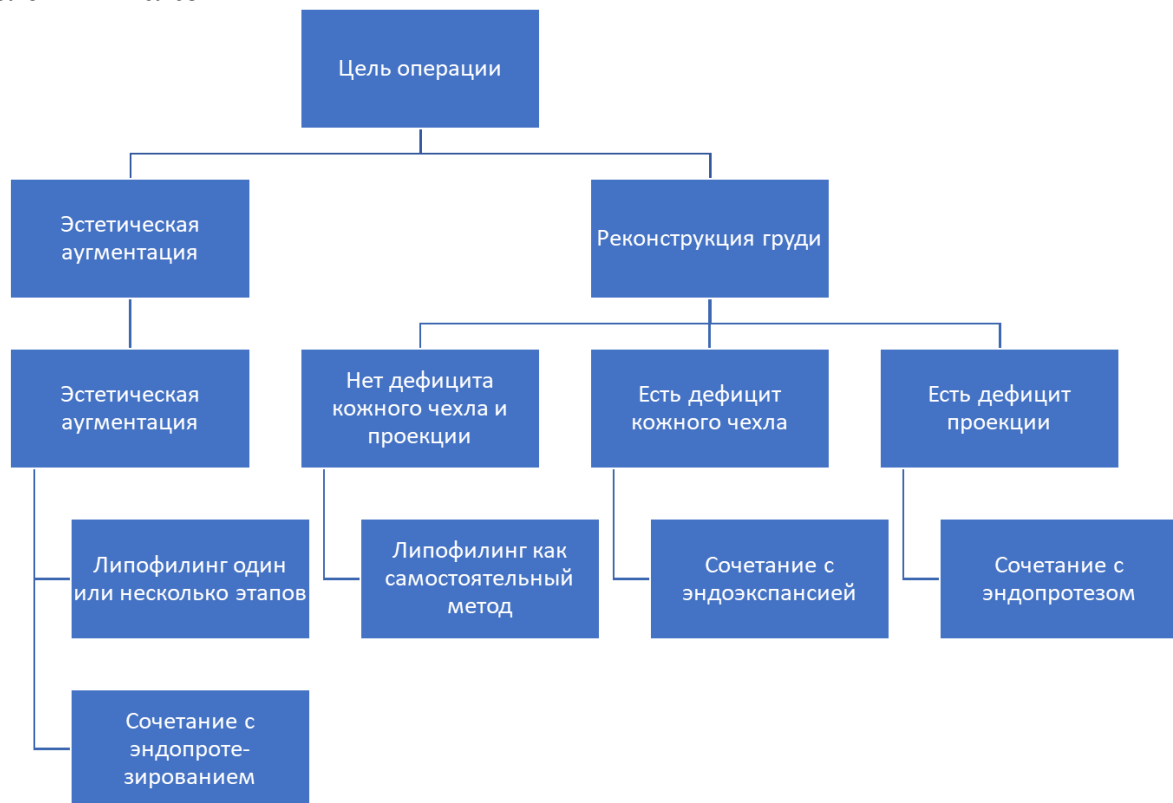 Цель операции
Эстетическая
аугментация
Реконструкция груди
Эстетическая
аугментация
Нет дефицита
кожного чехла и
проекции
Есть дефицит
кожного чехла
Есть дефицит
проекции
Липофилинг один
или несколько этапов
Липофилинг как
самостоятельный
метод
Сочетание с
эндоэкспансией
Сочетание с
эндопротезом
Сочетание с
эндопроте-
зированием